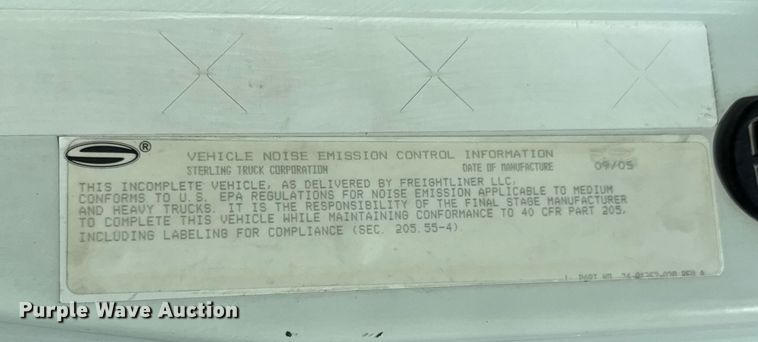 ®
VEHICLE NOISE EMISSION CONTROL INFORMATION
STERLING TRUCK CORPORATION DATE OF MANUFACTURE 09/05
THIS INCOMPLETE VEHICLE, AS DELIVERED BY FREIGHTLINER LLC,
CONFORMS TO U.S. EPA REGULATIONS FOR NOISE EMISSION APPLICABLE TO MEDIUM
AND HEAVY TRUCKS. IT IS THE RESPONSIBILITY OF THE FINAL STAGE MANUFACTURER
TO COMPLETE THIS VEHICLE WHILE MAINTAINING CONFORMANCE TO 40 CFR PART 205,
INCLUDING LABELING FOR COMPLIANCE (SEC. 205.55-4)
PART
Purple Wave Auction